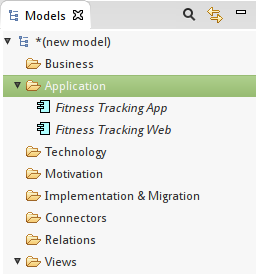 Models
*(new model)
Business
Application
Fitness Tracking App
Fitness Tracking Web
Technology
Motivation
Implementation & Migration
Connectors
Relations
Views